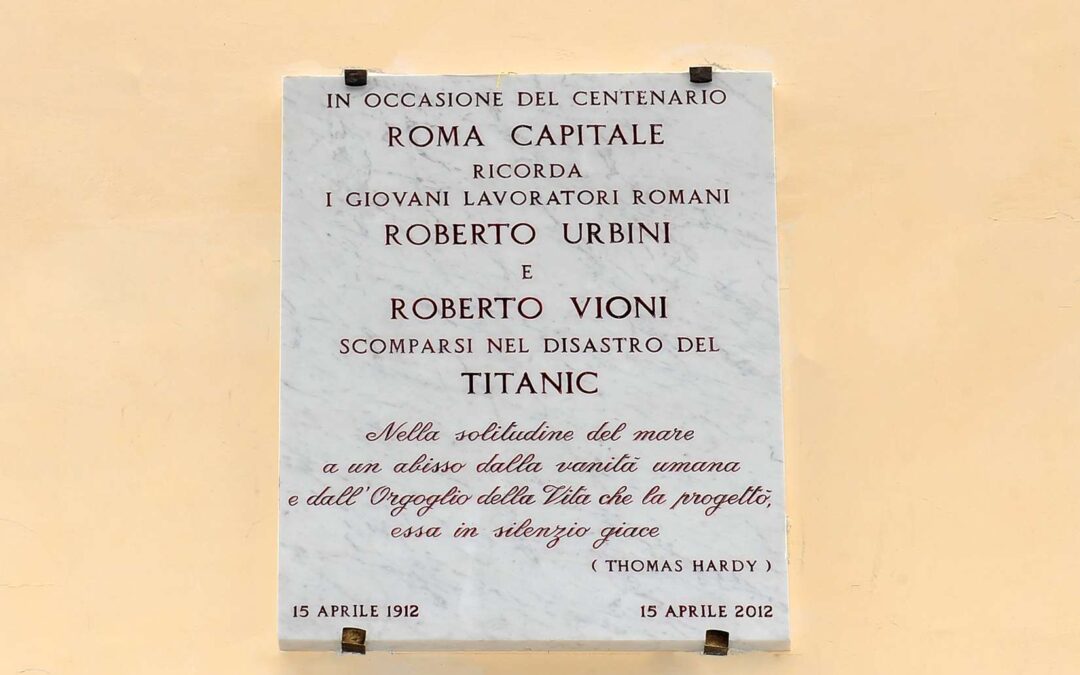 IN OCCASIONE DEL CENTENARIO
ROMA CAPITALE
RICORDA
I GIOVANI LAVORATORI ROMANI
ROBERTO URBINI
E
ROBERTO VIONI
SCOMPARSI NEL DISASTRO DEL
TITANIC
Nella solitudine del mare
a un abisso dalla vanità umana
e dall'Orgoglio della Vita che la progettò,
essa in silenzio giace
( THOMAS HARDY )
15 APRILE 1912 15 APRILE 2012